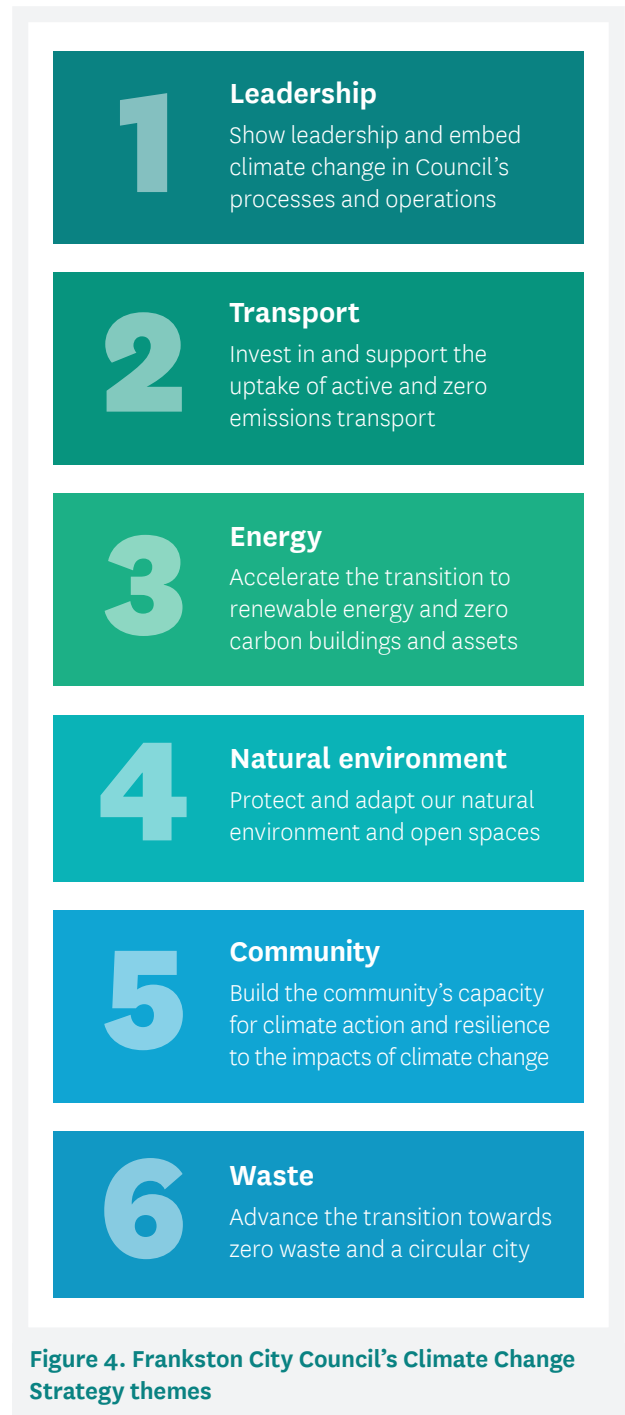 1
Leadership
Show leadership and embed
climate change in Council’s
processes and operations
2
Transport
Invest in and support the
uptake of active and zero
emissions transport
3
Energy
Accelerate the transition to
renewable energy and zero
carbon buildings and assets
4
Natural environment
Protect and adapt our natural
environment and open spaces
5
Community
Build the community’s capacity
for climate action and resilience
to the impacts of climate change
6
Waste
Advance the transition towards
zero waste and a circular city
Figure 4. Frankston City Council’s Climate Change
Strategy themes